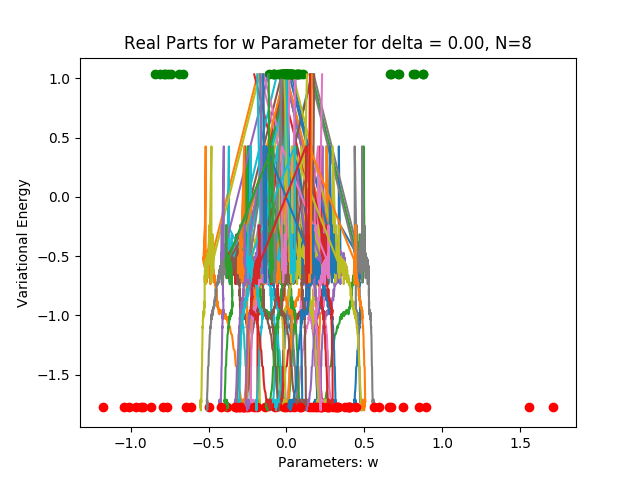 Real Parts for w Parameter for delta = 0.00, N=8
1.0
0.5
0.0
−0.5
−1.0
−1.5
Variational Energy
−1.0 −0.5 0.0 0.5 1.0 1.5
Parameters: w